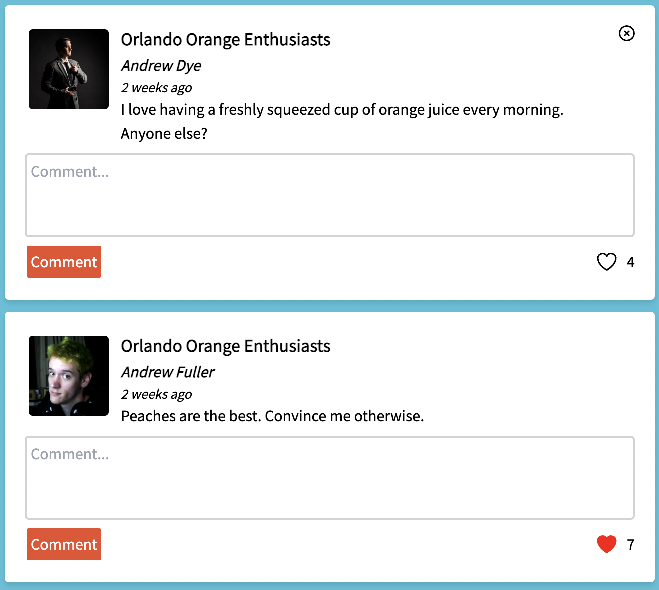 Orlando Orange Enthusiasts
Andrew Dye
2 weeks ago
I love having a freshly squeezed cup of orange juice every morning.
Anyone else?
Comment...
Comment
4
Orlando Orange Enthusiasts
Andrew Fuller
2 weeks ago
Peaches are the best. Convince me otherwise.
Comment...
Comment
7